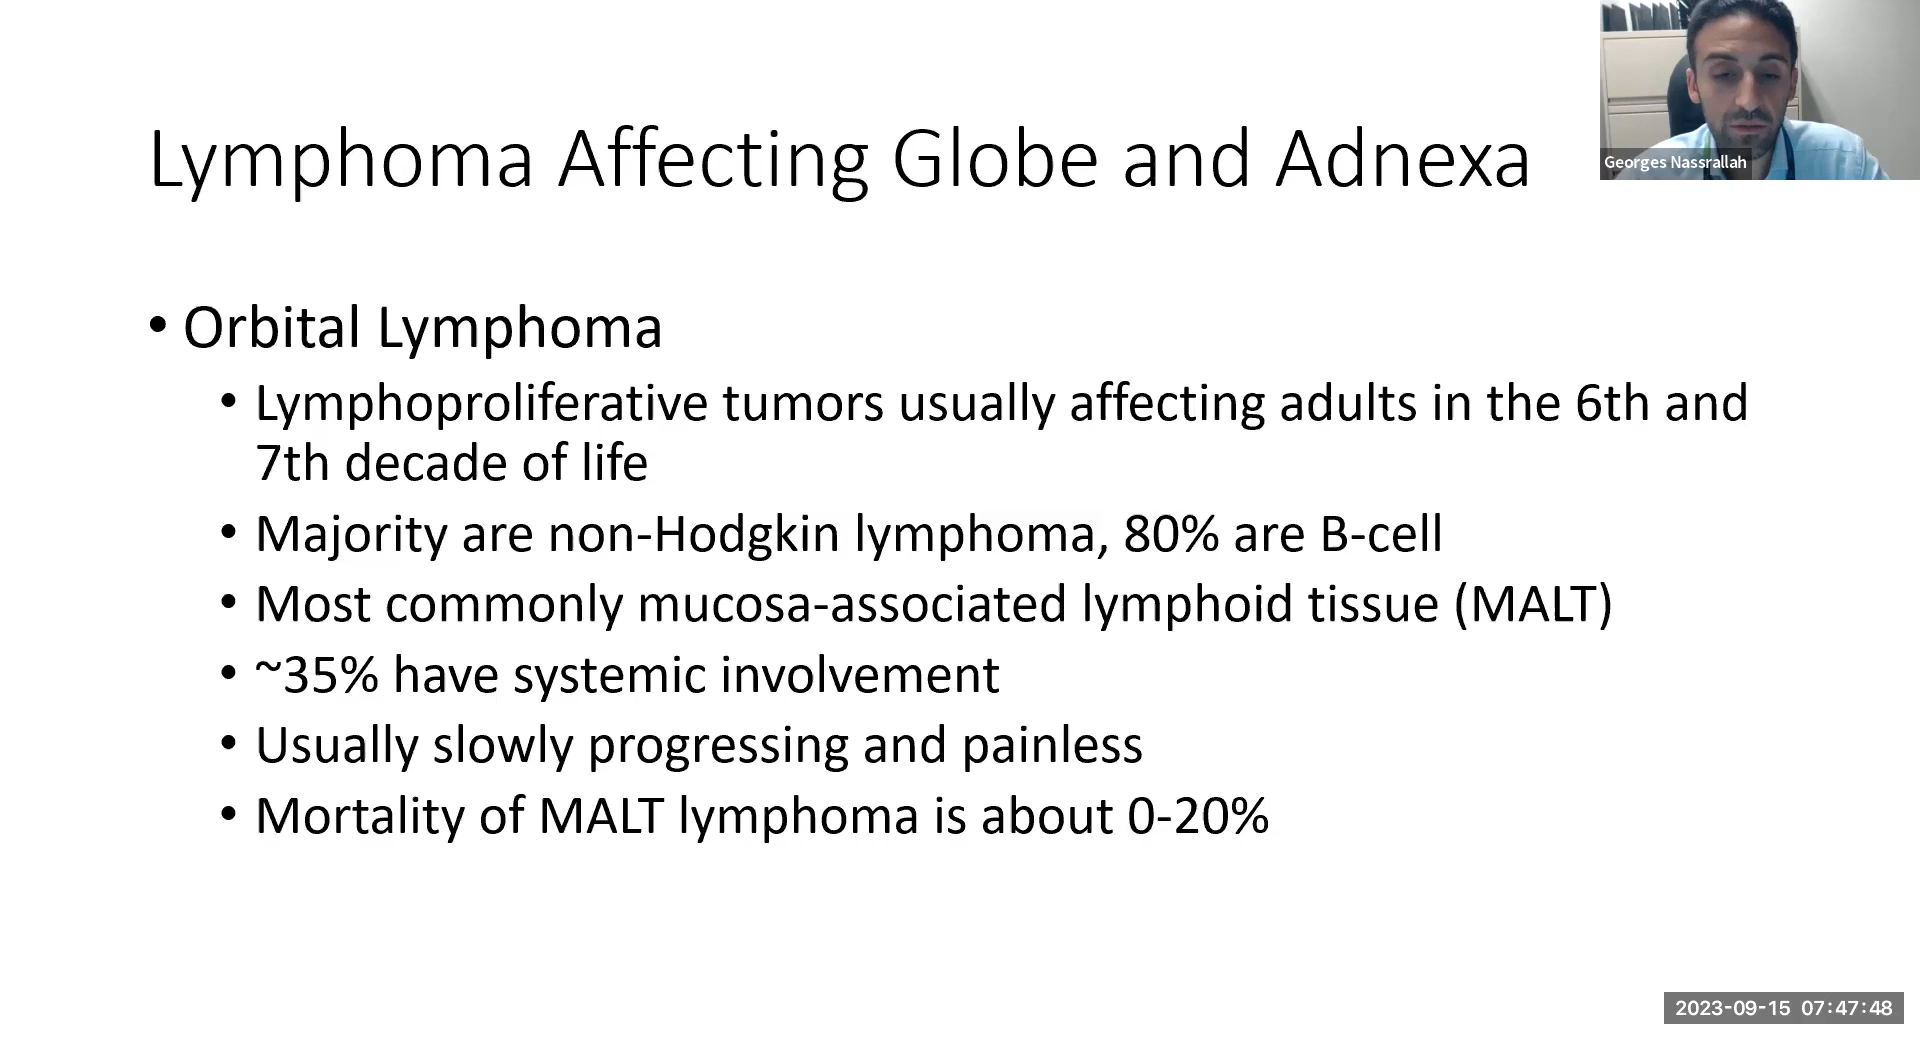 Lymphoma Affecting Globe and Adnexa
Georges Nassrallah
• Orbital Lymphoma
• Lymphoproliferative tumors usually affecting adults in the 6th and
7th decade of life
• Majority are non-Hodgkin lymphoma, 80% are B-cell
• Most commonly mucosa-associated lymphoid tissue (MALT)
• ~35% have systemic involvement
• Usually slowly progressing and painless
• Mortality of MALT lymphoma is about 0-20%
2023-09-15 07:47:48